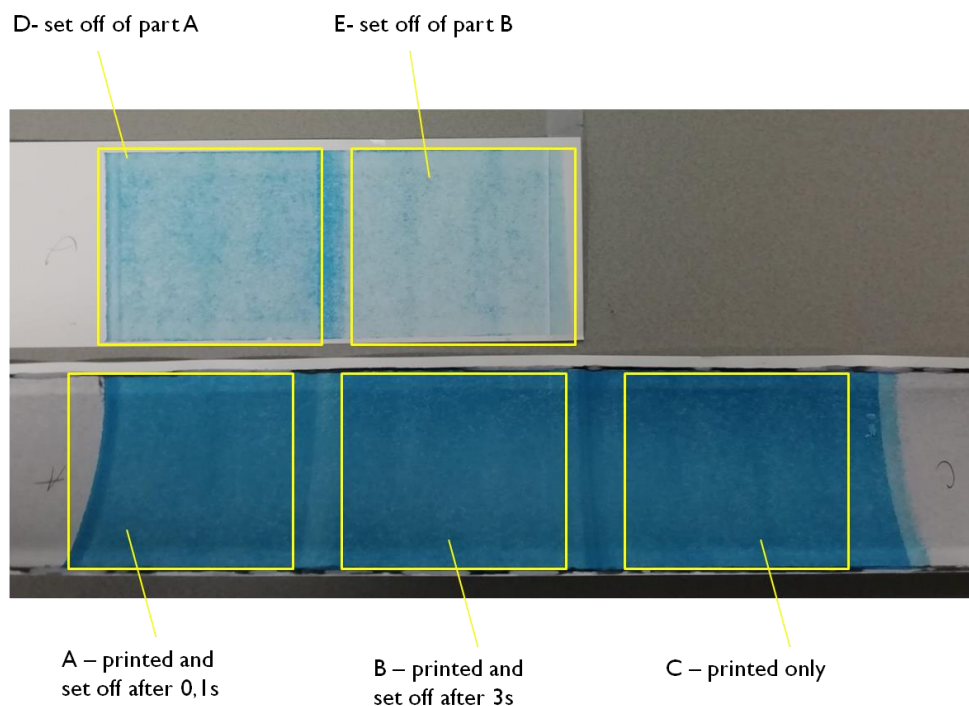 D- set off of part A
E- set off of part B
A
A
C
A – printed and
set off after 0,1s
B – printed and
set off after 3s
C – printed only